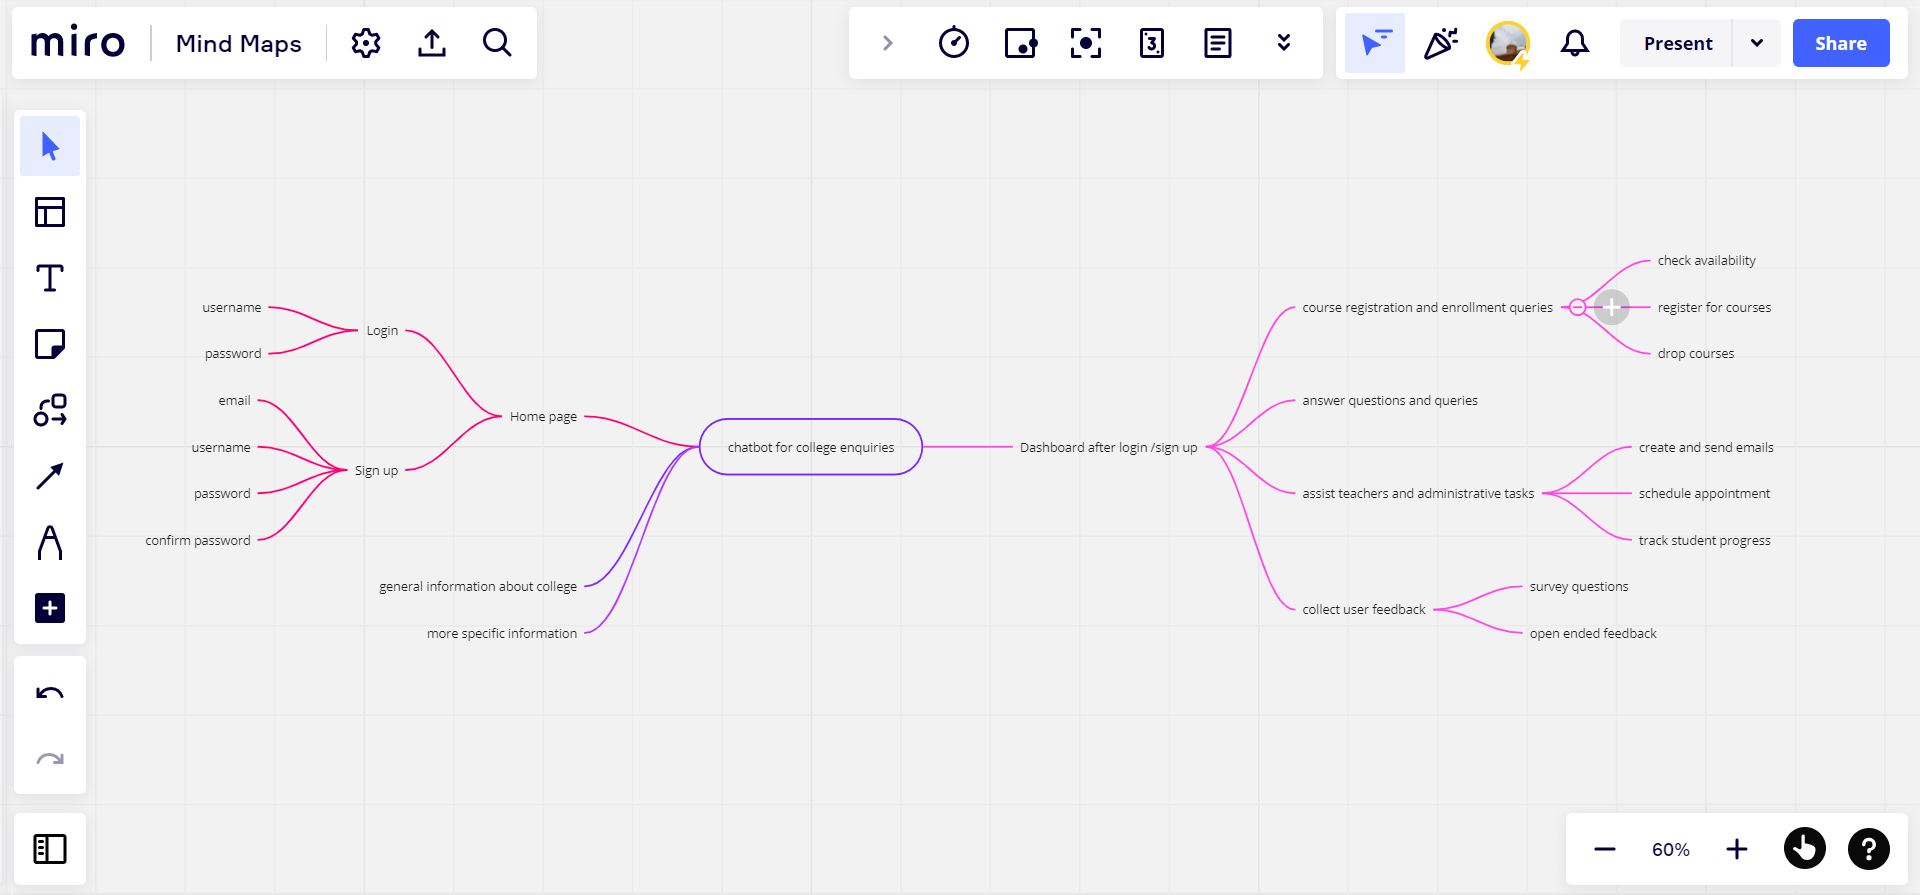 miro
Mind Maps
3
Present
Share
username
Login
password
email
username
Sign up
password
confirm password
Home page
general information about college
more specific information
chatbot for college enquiries
Dashboard after login /sign up
course registration and enrollment queries
check availability
register for courses
drop courses
answer questions and queries
assist teachers and administrative tasks
create and send emails
schedule appointment
track student progress
collect user feedback
survey questions
open ended feedback
60%
?